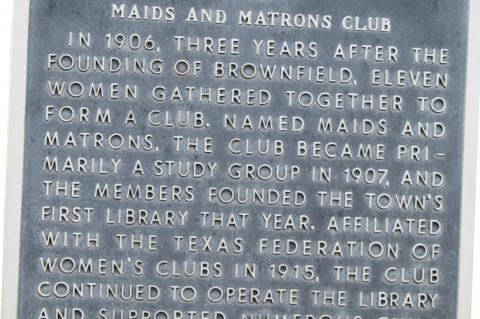 MAIDS AND MATRONS CLUB
IN 1906, THREE YEARS AFTER THE
FOUNDING OF BROWNFIELD, ELEVEN
WOMEN GATHERED TOGETHER TO
FORM A CLUB. NAMED MAIDS AND
MATRONS, THE CLUB BECAME PRI-
MARILY A STUDY GROUP IN 1907, AND
THE MEMBERS FOUNDED THE TOWN'S
FIRST LIBRARY THAT YEAR. AFFILIATED
WITH THE TEXAS FEDERATION OF
WOMEN'S CLUBS IN 1915, THE CLUB
CONTINUED TO OPERATE THE LIBRARY
AND SUPPORTED NUMEROUS